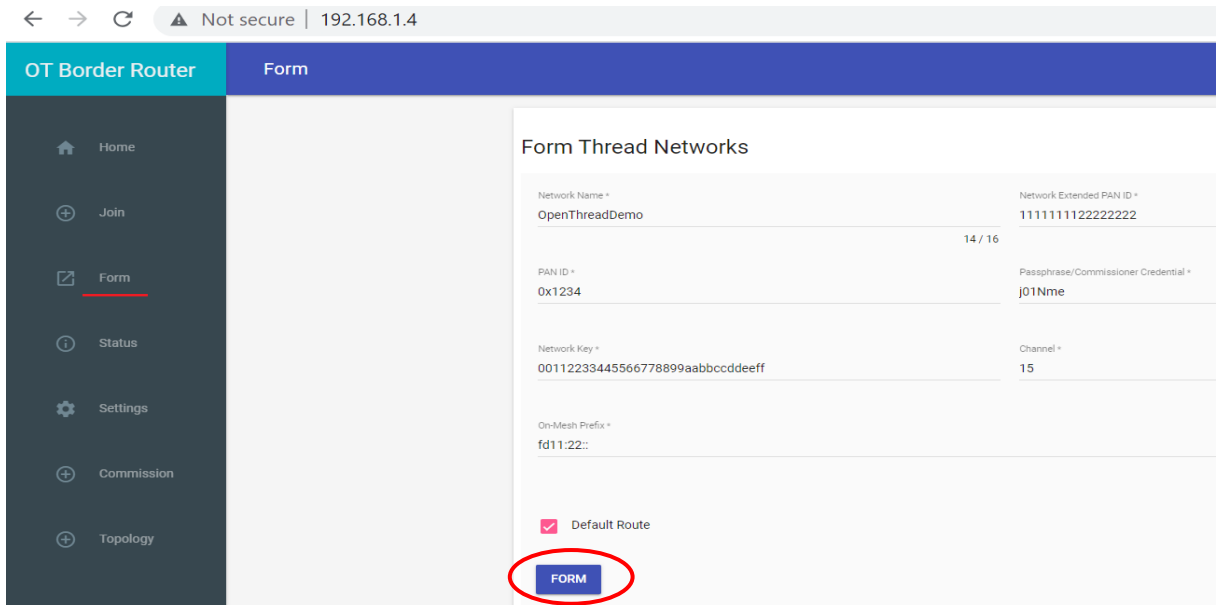 Not secure | 192.168.1.4
OT Border Router
Form
Home
Join
Form
Status
Settings
Commission
Topology
Form Thread Networks
Network Name *
OpenThreadDemo
14 / 16
Network Extended PAN ID *
1111111122222222
PAN ID *
0x1234
Passphrase/Commissioner Credential *
j01Nme
Network Key *
00112233445566778899aabbccddeeff
Channel *
15
On-Mesh Prefix *
fd11:22::
Default Route
FORM